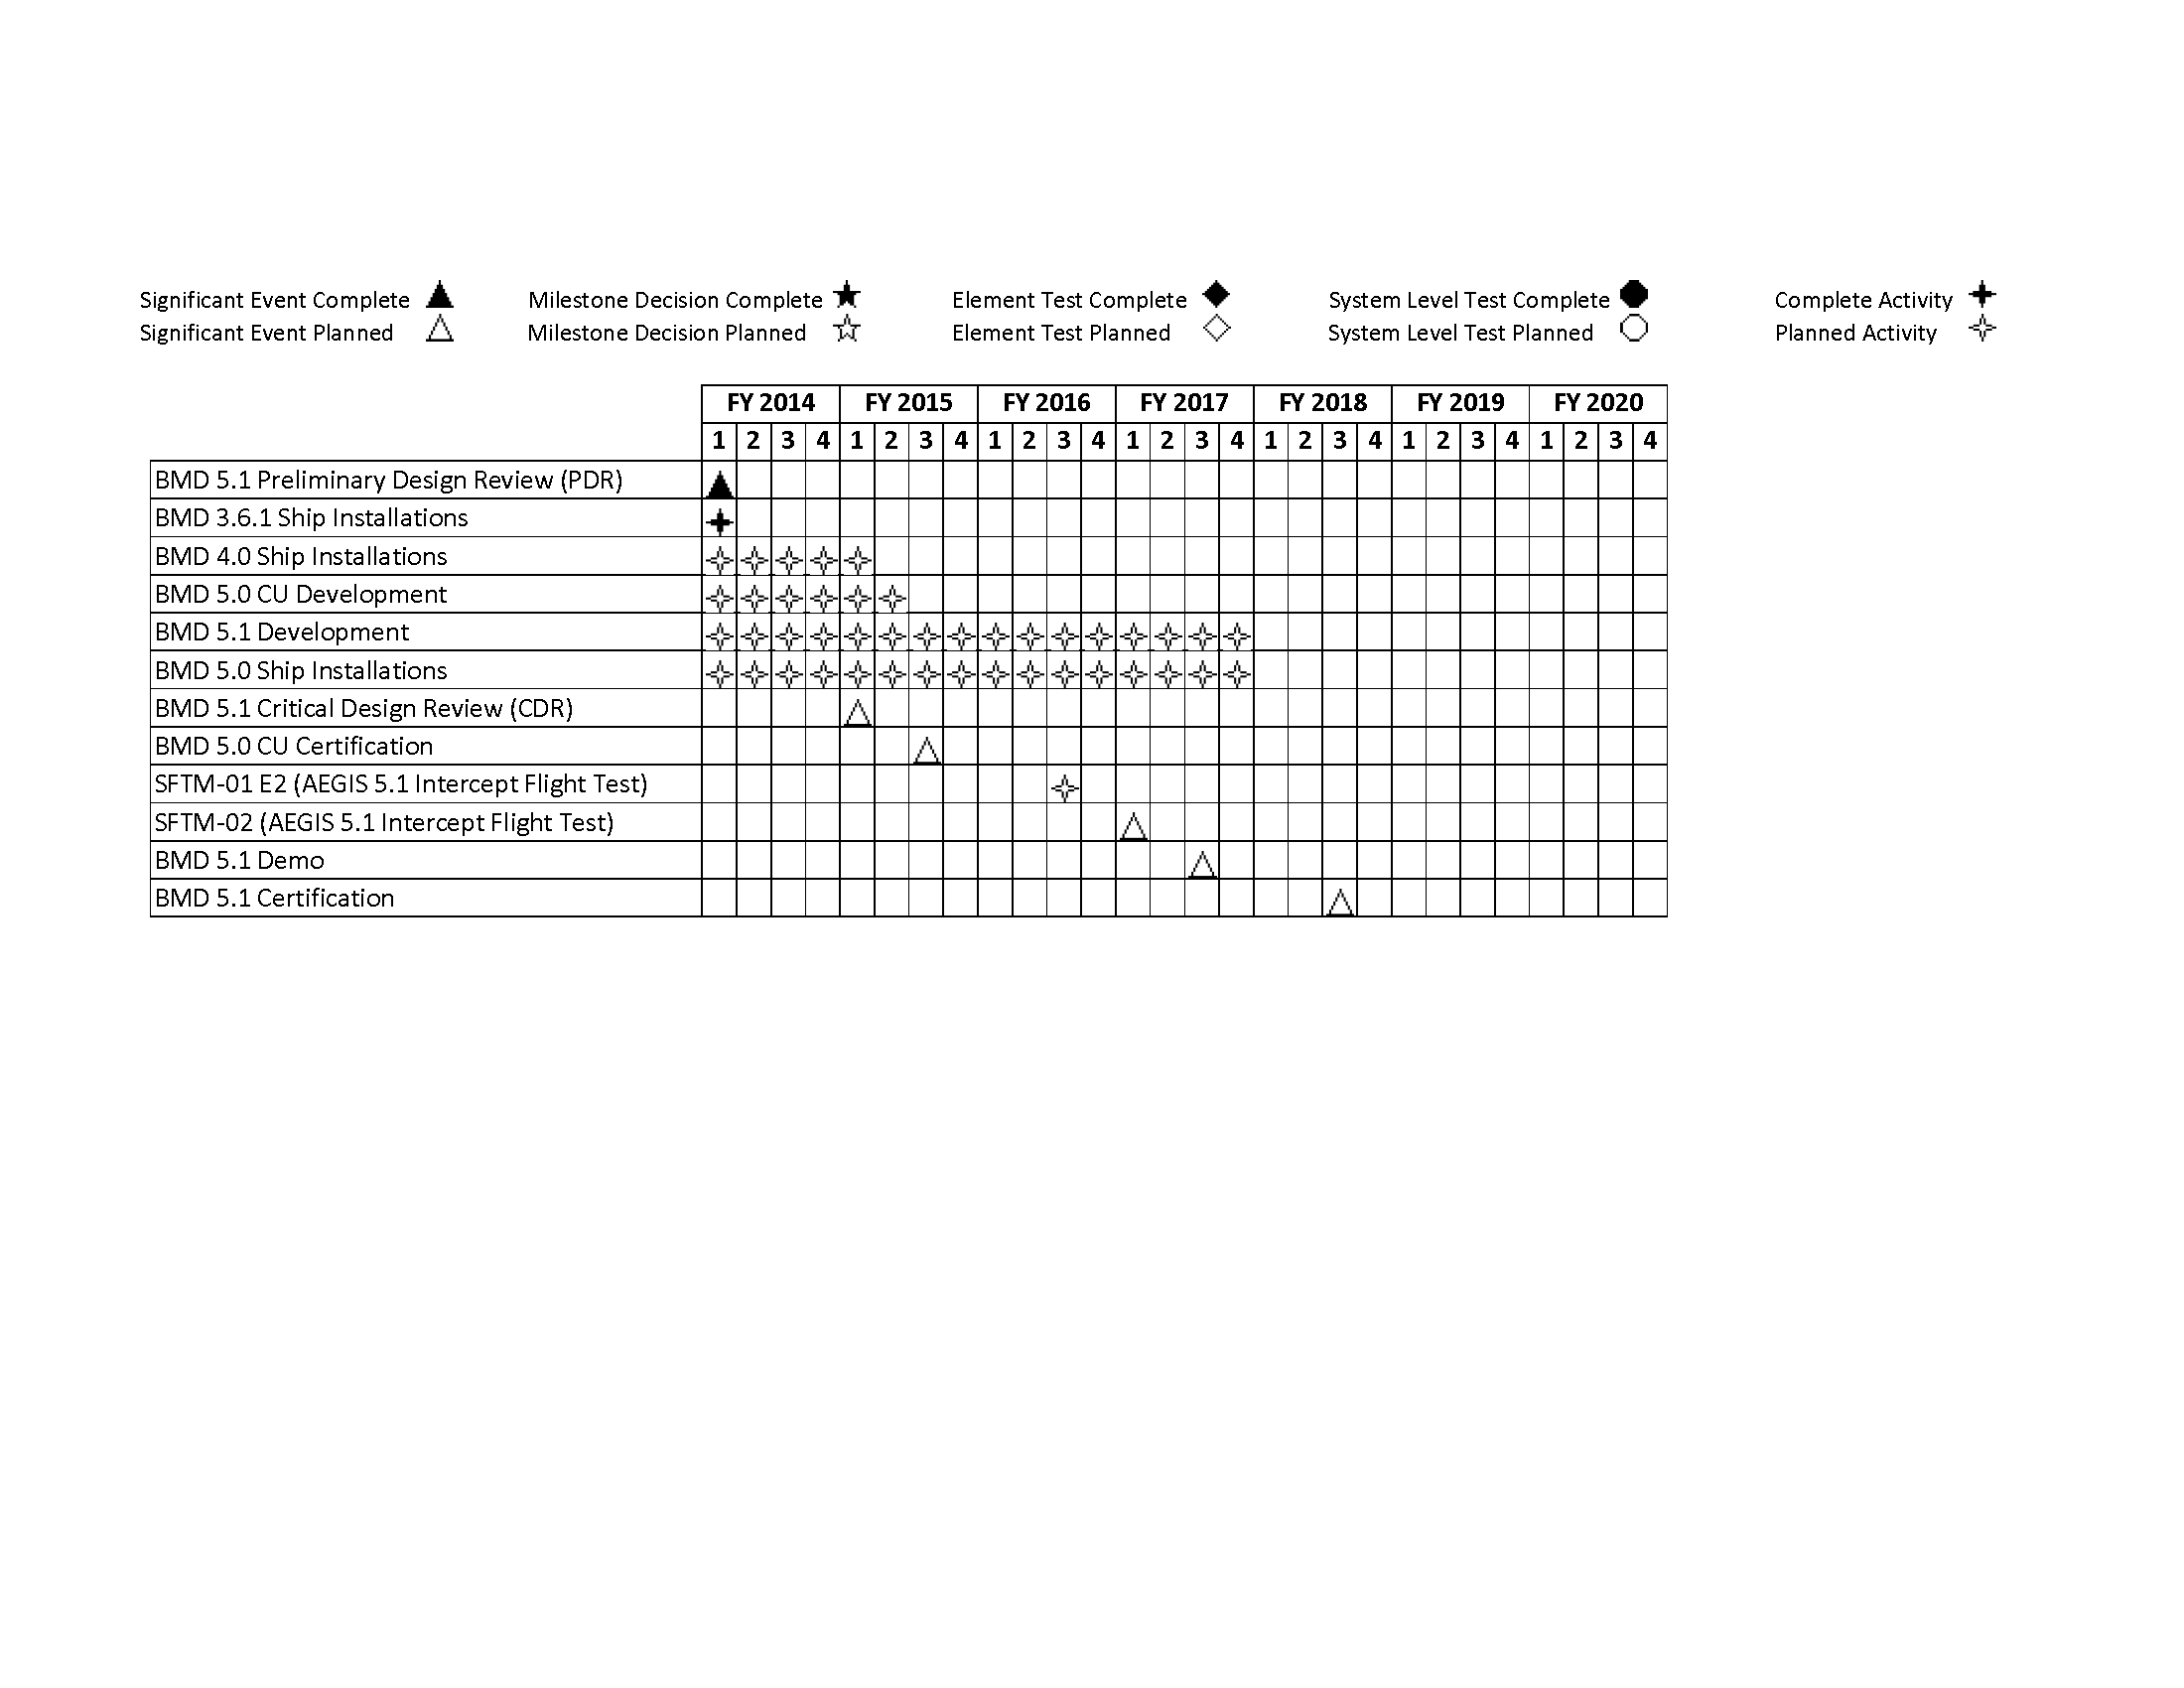 Significant Event Complete Milestone Decision Complete Element Test Complete System Level Test Complete Complete Activity
Significant Event Planned Milestone Decision Planned Element Test Planned System Level Test Planned Planned Activity
FY 2014 FY 2015 FY 2016 FY 2017 FY 2018 FY 2019 FY 2020
1 2 3 4 1 2 3 4 1 2 3 4 1 2 3 4 1 2 3 4 1 2 3 4 1 2 3 4
BMD 5.1 Preliminary Design Review (PDR)
BMD 3.6.1 Ship Installations
BMD 4.0 Ship Installations
BMD 5.0 CU Development
BMD 5.1 Development
BMD 5.0 Ship Installations
BMD 5.1 Critical Design Review (CDR)
BMD 5.0 CU Certification
SFTM-01 E2 (AEGIS 5.1 Intercept Flight Test)
SFTM-02 (AEGIS 5.1 Intercept Flight Test)
BMD 5.1 Demo
BMD 5.1 Certification